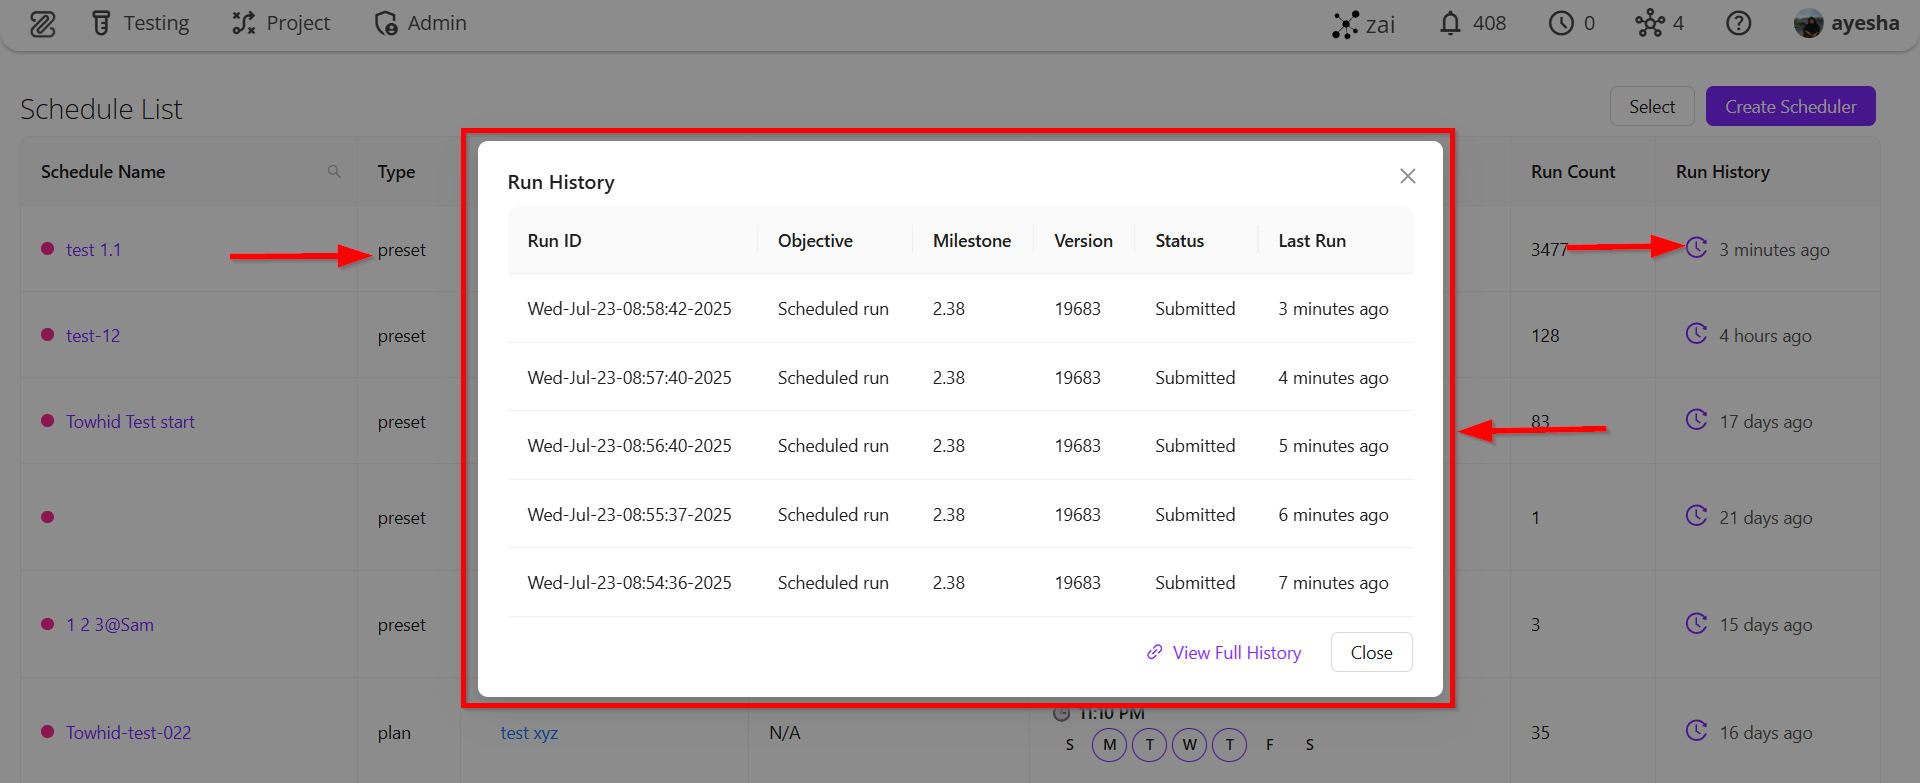 Testing Project Admin zai 408 0 4 ayesha
Schedule List Select Create Scheduler
Schedule Name Type Run Count Run History
test 1.1 preset 3477 3 minutes ago
test-12 preset 128 4 hours ago
Towhid Test start preset 83 17 days ago
preset 1 21 days ago
1 2 3@Sam preset 3 15 days ago
Run History
Run ID Objective Milestone Version Status Last Run
Wed-Jul-23-08:58:42-2025 Scheduled run 2.38 19683 Submitted 3 minutes ago
Wed-Jul-23-08:57:40-2025 Scheduled run 2.38 19683 Submitted 4 minutes ago
Wed-Jul-23-08:56:40-2025 Scheduled run 2.38 19683 Submitted 5 minutes ago
Wed-Jul-23-08:55:37-2025 Scheduled run 2.38 19683 Submitted 6 minutes ago
Wed-Jul-23-08:54:36-2025 Scheduled run 2.38 19683 Submitted 7 minutes ago
View Full History Close
11:10 PM
Towhid-test-022 plan test xyz N/A S M T W T F S 35 16 days ago